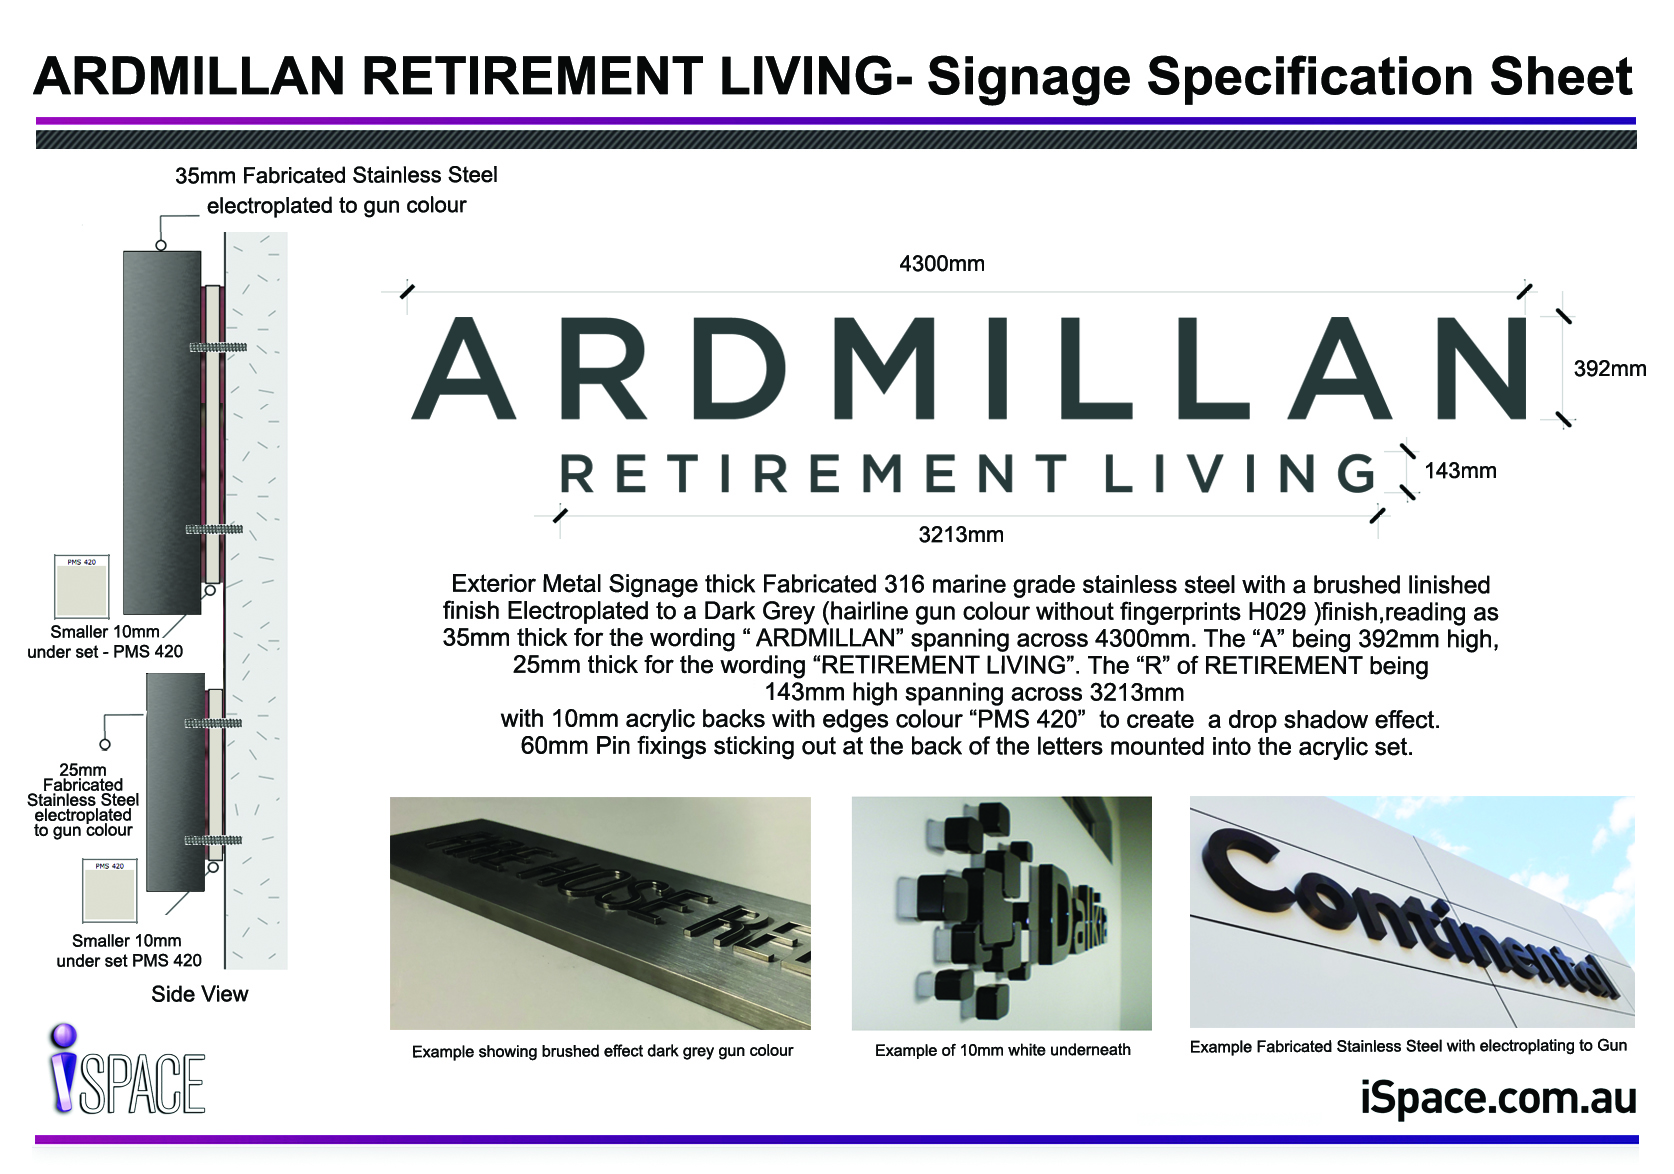 ARDMILLAN RETIREMENT LIVING- Signage Specification Sheet
35mm Fabricated Stainless Steel
electroplated to gun colour
4300mm
ARDMILLAN
392mm
RETIREMENT LIVING
143mm
3213mm
PMS 420
Smaller 10mm
under set - PMS 420
25mm
Fabricated
Stainless Steel
electroplated
to gun colour
PMS 420
Smaller 10mm
under set PMS 420
Side View
Exterior Metal Signage thick Fabricated 316 marine grade stainless steel with a brushed linished
finish Electroplated to a Dark Grey (hairline gun colour without fingerprints H029 )finish,reading as
35mm thick for the wording “ ARDMILLAN” spanning across 4300mm. The “A” being 392mm high,
25mm thick for the wording “RETIREMENT LIVING”. The “R” of RETIREMENT being
143mm high spanning across 3213mm
with 10mm acrylic backs with edges colour “PMS 420”  to create  a drop shadow effect.
60mm Pin fixings sticking out at the back of the letters mounted into the acrylic set.
FIRE HOSE REE
Dalkia
Continental
Example showing brushed effect dark grey gun colour
Example of 10mm white underneath
Example Fabricated Stainless Steel with electroplating to Gun
iSPACE
iSpace.com.au